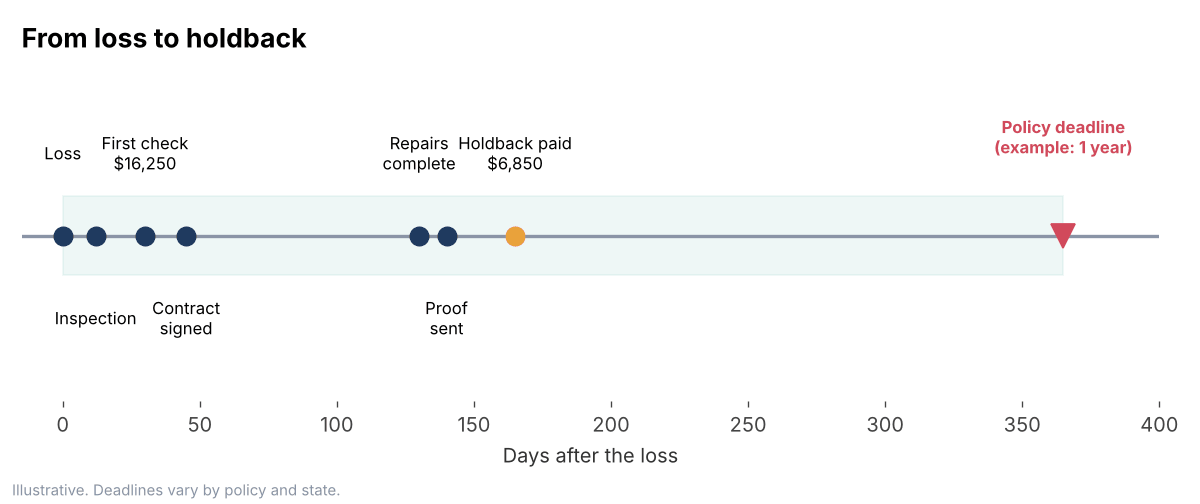 From loss to holdback
Policy deadline
(example: 1 year)
Loss
First check
$16,250
Repairs
complete
Holdback paid
$6,850
Inspection
Contract
signed
Proof
sent
0 50 100 150 200 250 300 350 400
Days after the loss
Illustrative. Deadlines vary by policy and state.